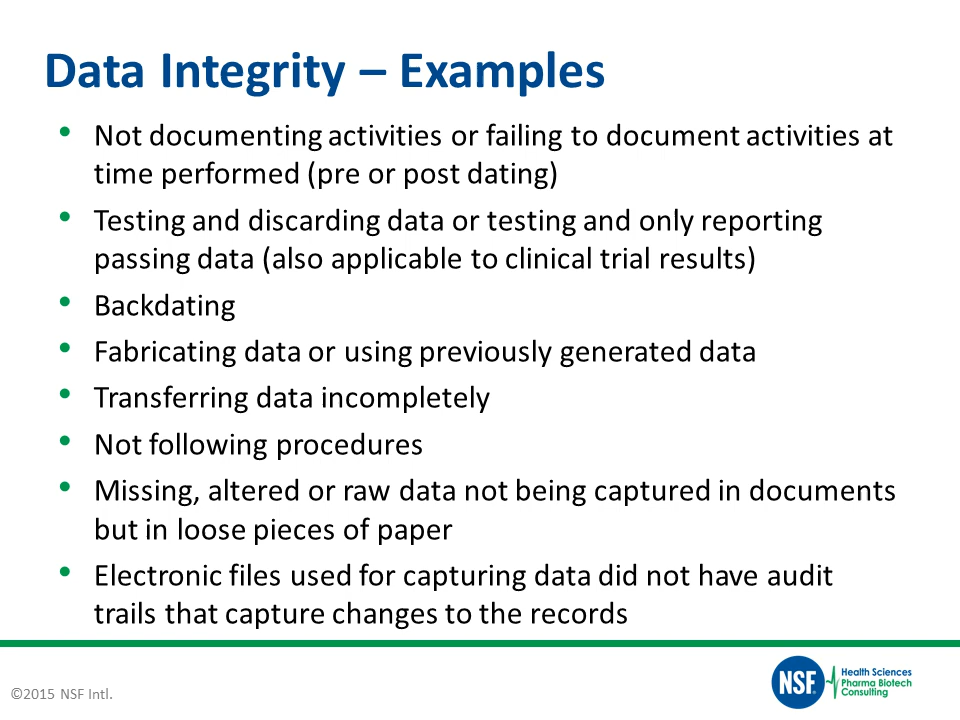 Data Integrity – Examples
• Not documenting activities or failing to document activities at
time performed (pre or post dating)
• Testing and discarding data or testing and only reporting
passing data (also applicable to clinical trial results)
• Backdating
• Fabricating data or using previously generated data
• Transferring data incompletely
• Not following procedures
• Missing, altered or raw data not being captured in documents
but in loose pieces of paper
• Electronic files used for capturing data did not have audit
trails that capture changes to the records
©2015 NSF Intl.
NSF.
Health Sciences
Pharma Biotech
Consulting